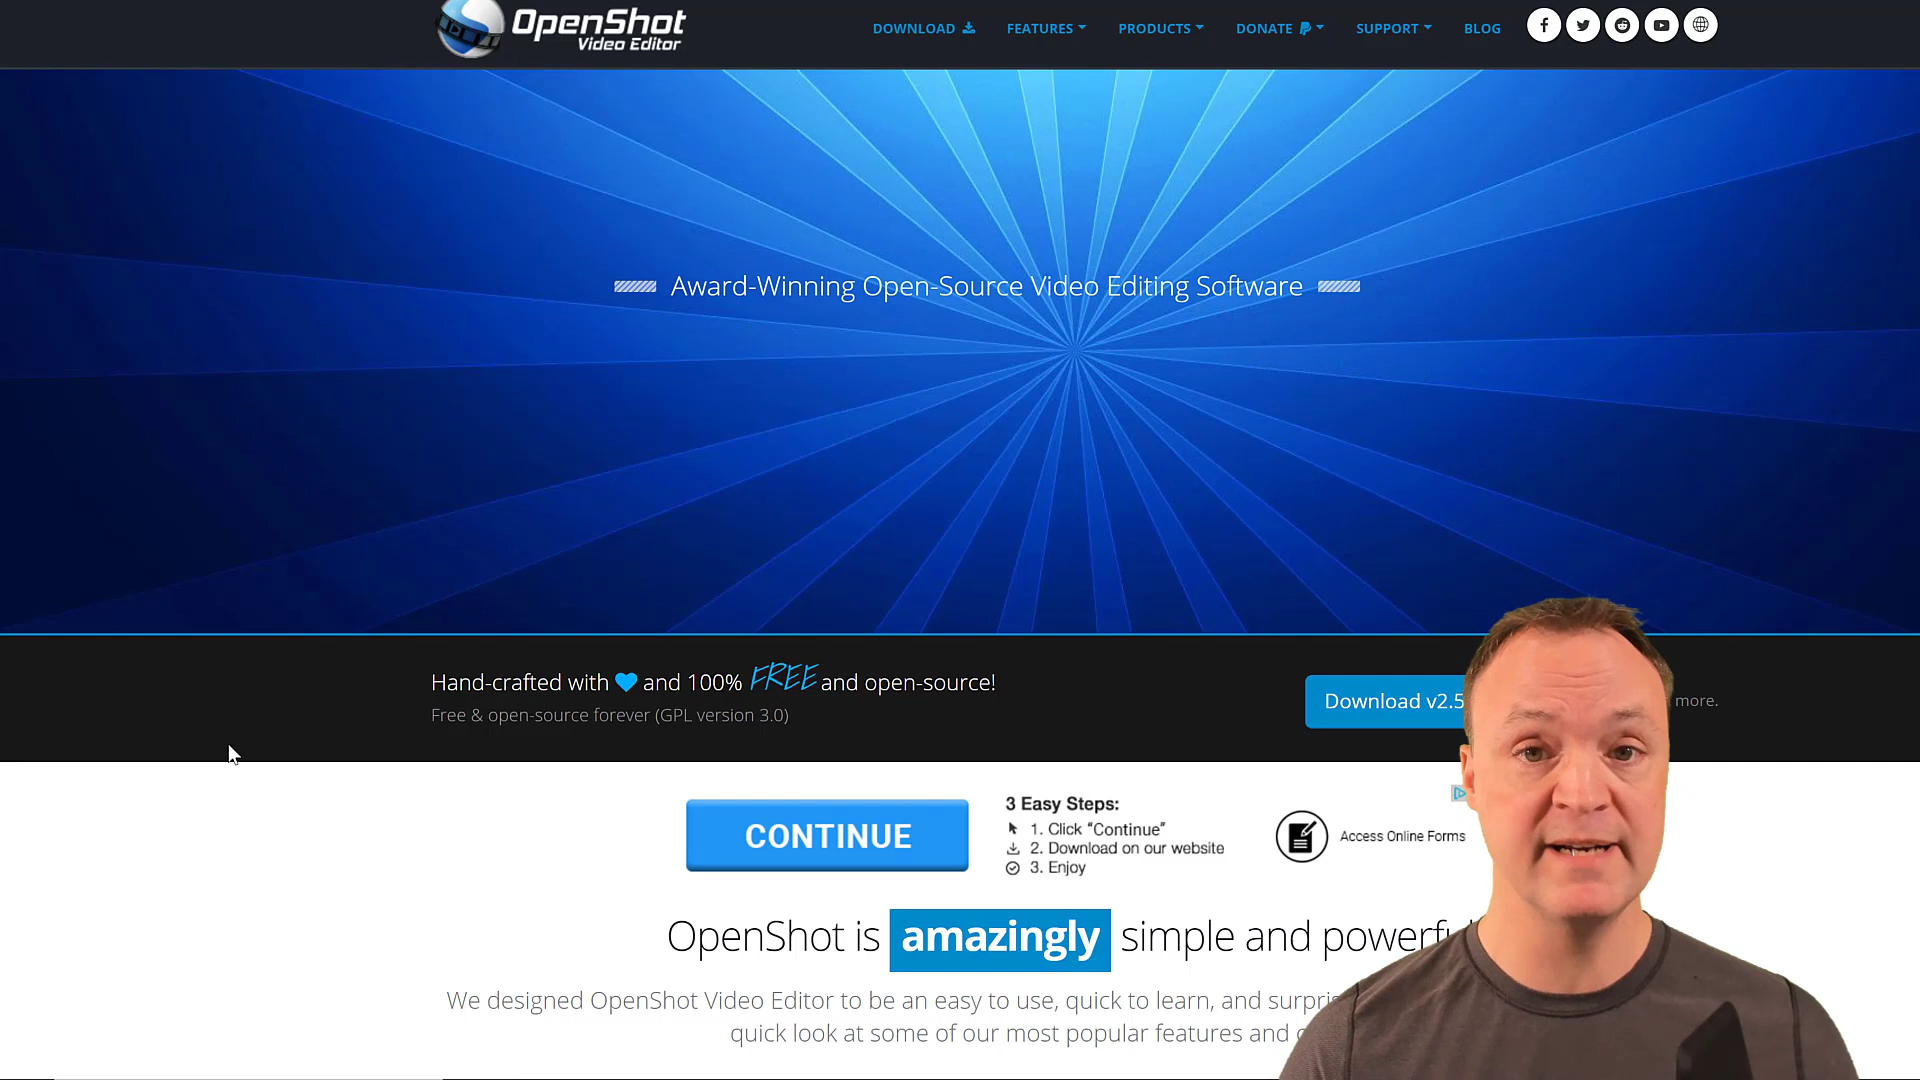 OpenShot
Video Editor
DOWNLOAD FEATURES PRODUCTS DONATE SUPPORT BLOG
Award-Winning Open-Source Video Editing Software
Hand-crafted with and 100% FREE and open-source!
Free & open-source forever (GPL version 3.0)
Download v2.5
more.
CONTINUE
3 Easy Steps:
1. Click “Continue”
2. Download on our website
3. Enjoy
Access Online Forms
OpenShot is amazingly simple and
We designed OpenShot Video Editor to be an easy to use, quick to learn, and
quick look at some of our most popular features and